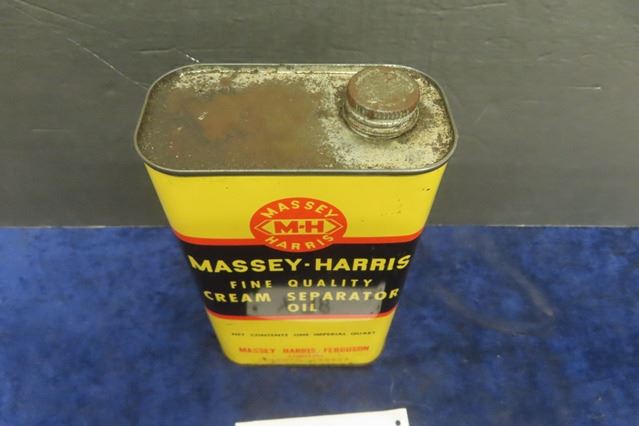 MASSEY
M-H
HARRIS
MASSEY-HARRIS
FINE QUALITY
CREAM SEPARATOR
OIL
NET CONTENTS ONE IMPERIAL QUART
MASSEY HARRIS FERGUSON